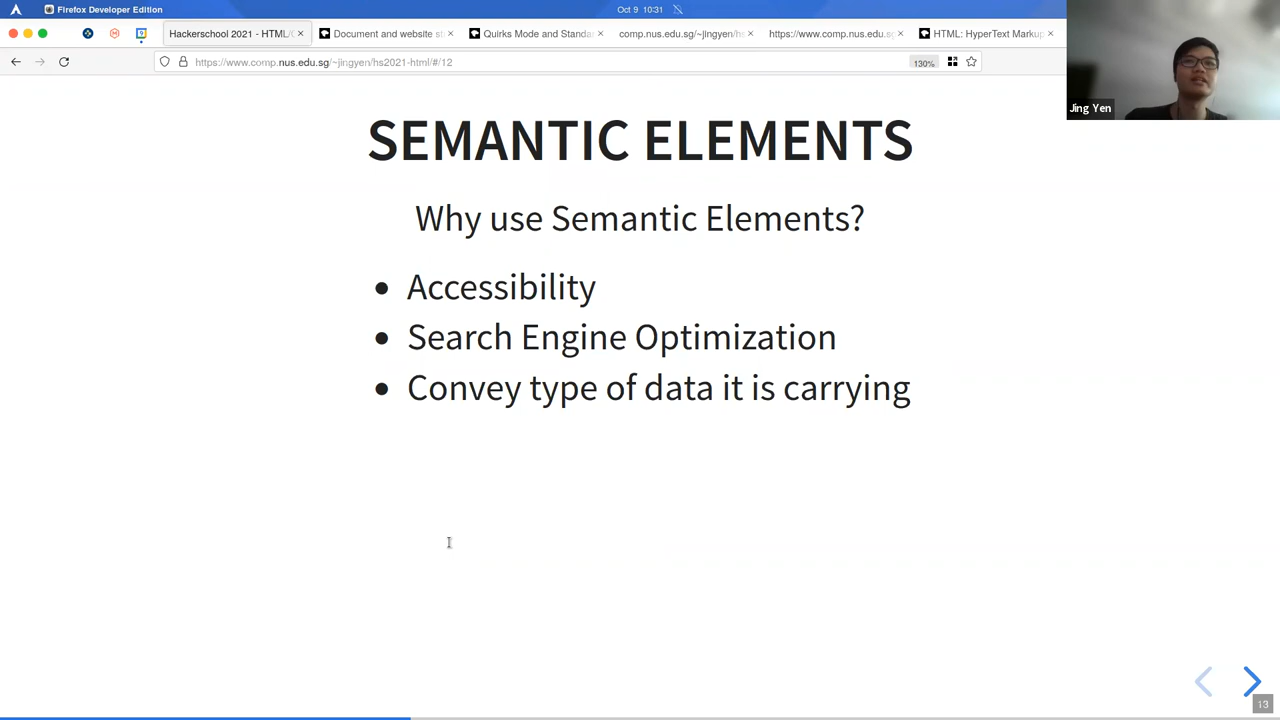 Firefox Developer Edition
Oct 9 10:31
Hackerschool 2021 - HTML/
Document and website st
Quirks Mode and Standa
comp.nus.edu.sg/~jingyen/hs
https://www.comp.nus.edu.sg
HTML: HyperText Markup
https://www.comp.nus.edu.sg/~jingyen/hs2021-html/#/12
130%
Jing Yen
SEMANTIC ELEMENTS
Why use Semantic Elements?
• Accessibility
• Search Engine Optimization
• Convey type of data it is carrying
13